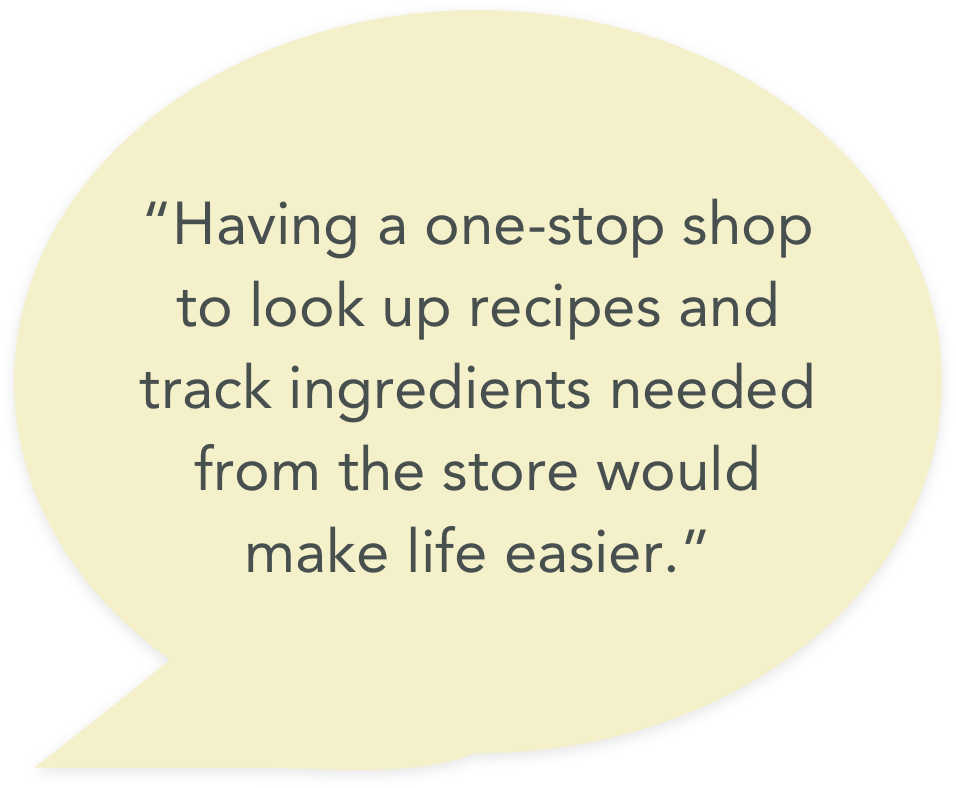 “Having a one-stop shop
to look up recipes and
track ingredients needed
from the store would
make life easier.”